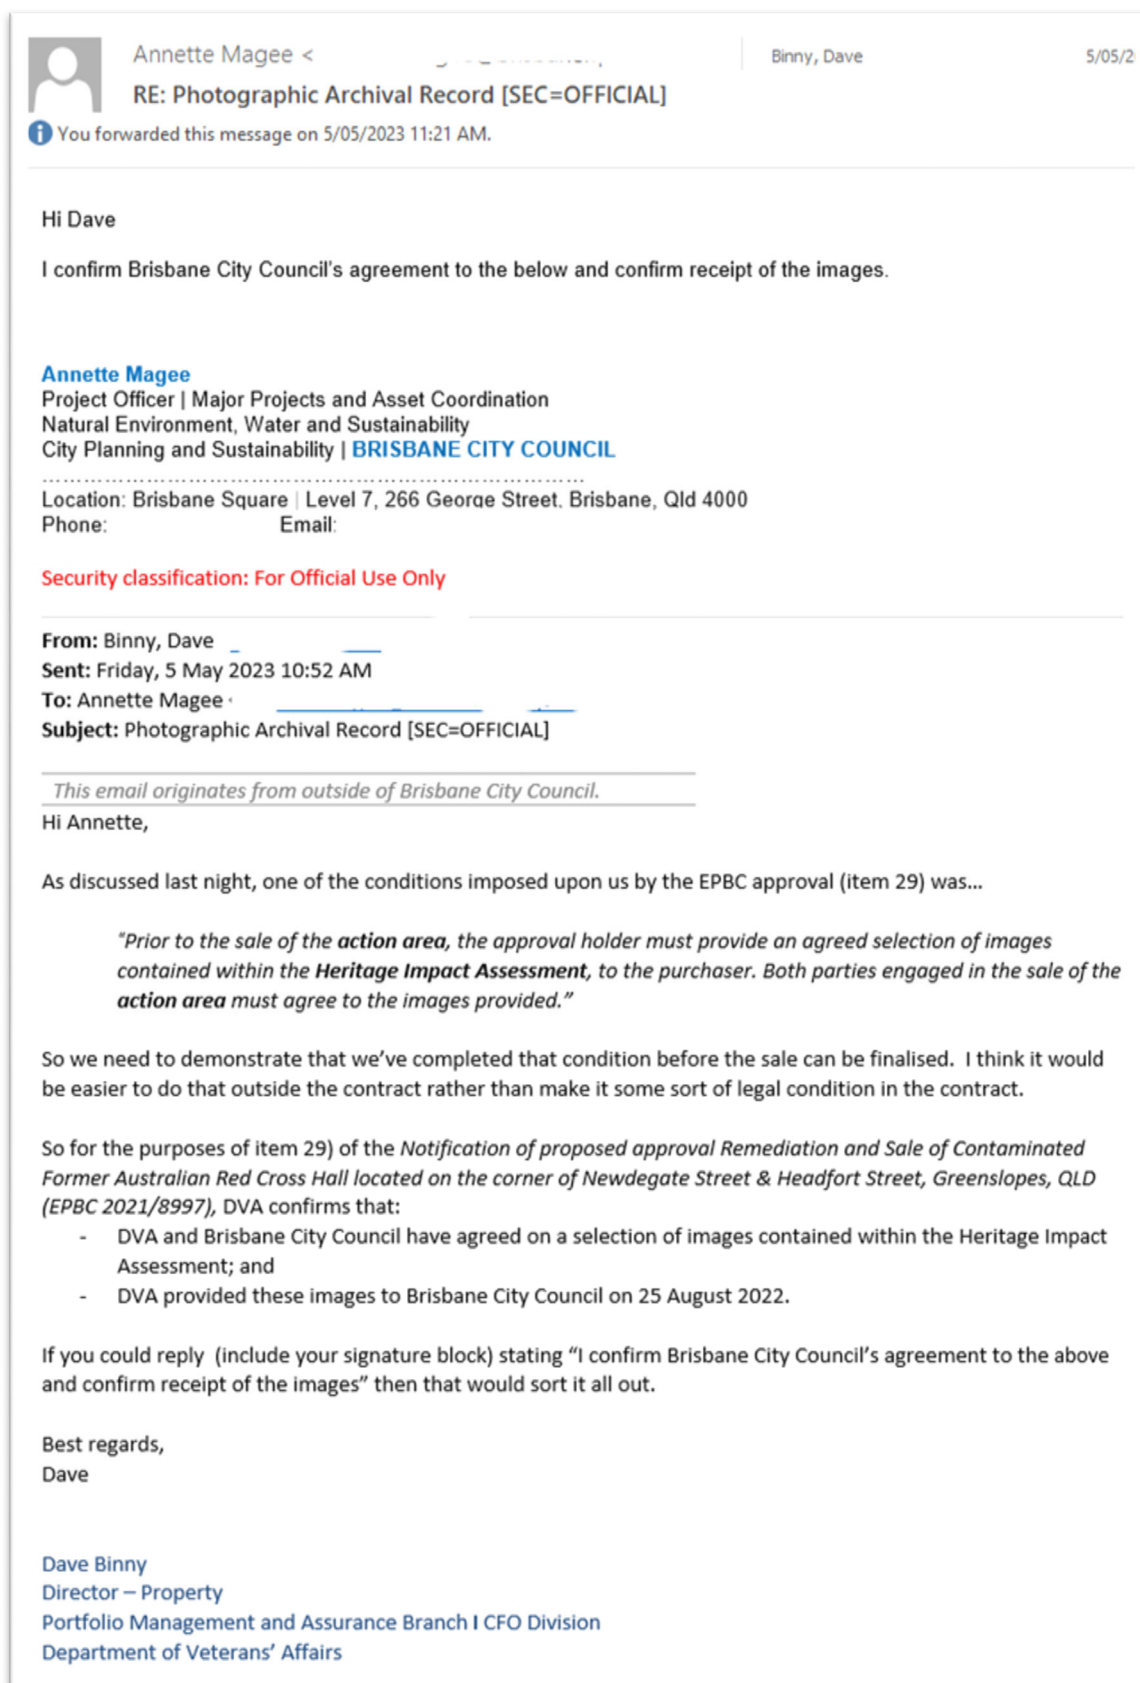 Annette Magee <
Binny, Dave
5/05/2
RE: Photographic Archival Record [SEC=OFFICIAL]
You forwarded this message on 5/05/2023 11:21 AM.
Hi Dave
I confirm Brisbane City Council's agreement to the below and confirm receipt of the images.
Annette Magee
Project Officer | Major Projects and Asset Coordination
Natural Environment, Water and Sustainability
City Planning and Sustainability | BRISBANE CITY COUNCIL
Location: Brisbane Square | Level 7, 266 George Street, Brisbane, Qld 4000
Phone: Email:
Security classification: For Official Use Only
From: Binny, Dave
Sent: Friday, 5 May 2023 10:52 AM
To: Annette Magee
Subject: Photographic Archival Record [SEC=OFFICIAL]
This email originates from outside of Brisbane City Council.
Hi Annette,
As discussed last night, one of the conditions imposed upon us by the EPBC approval (item 29) was...
"Prior to the sale of the action area, the approval holder must provide an agreed selection of images
contained within the Heritage Impact Assessment, to the purchaser. Both parties engaged in the sale of the
action area must agree to the images provided."
So we need to demonstrate that we've completed that condition before the sale can be finalised. I think it would
be easier to do that outside the contract rather than make it some sort of legal condition in the contract.
So for the purposes of item 29) of the Notification of proposed approval Remediation and Sale of Contaminated
Former Australian Red Cross Hall located on the corner of Newdegate Street & Headfort Street, Greenslopes, QLD
(EPBC 2021/8997), DVA confirms that:
- DVA and Brisbane City Council have agreed on a selection of images contained within the Heritage Impact
Assessment; and
- DVA provided these images to Brisbane City Council on 25 August 2022.
If you could reply (include your signature block) stating "I confirm Brisbane City Council's agreement to the above
and confirm receipt of the images" then that would sort it all out.
Best regards,
Dave
Dave Binny
Director – Property
Portfolio Management and Assurance Branch I CFO Division
Department of Veterans' Affairs